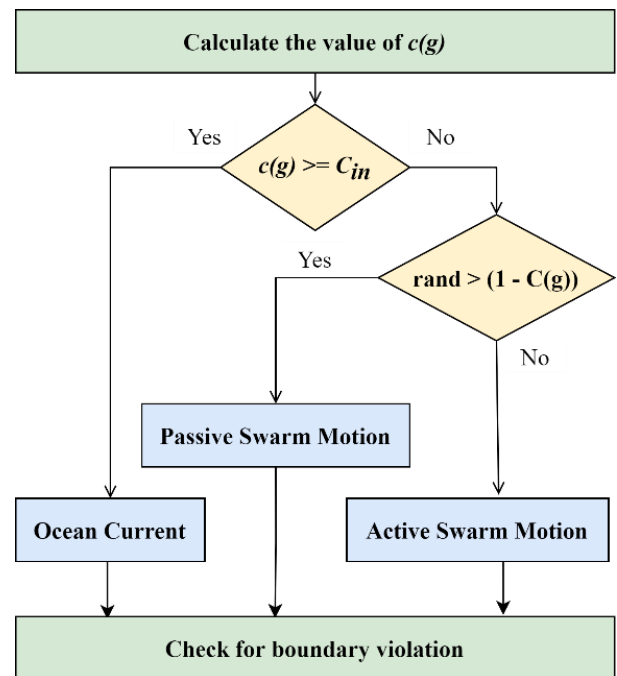 Calculate the value of c(g)
Yes
No
c(g) >= C_in
Yes
rand > (1 - C(g))
No
Passive Swarm Motion
Ocean Current
Active Swarm Motion
Check for boundary violation